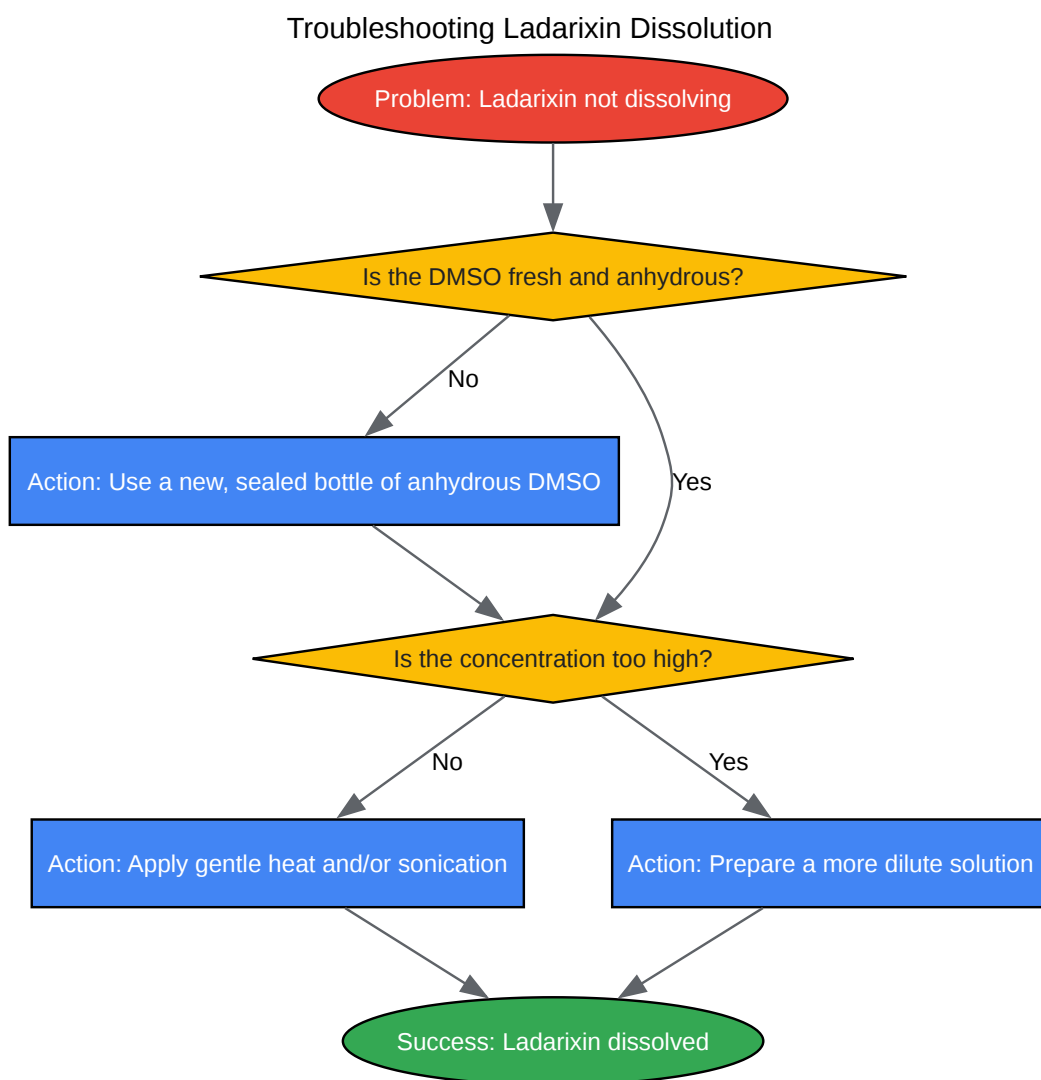 Troubleshooting Ladarixin Dissolution
Problem: Ladarixin not dissolving
Is the DMSO fresh and anhydrous?
No
Action: Use a new, sealed bottle of anhydrous DMSO
Yes
Is the concentration too high?
No
Yes
Action: Apply gentle heat and/or sonication
Action: Prepare a more dilute solution
Success: Ladarixin dissolved